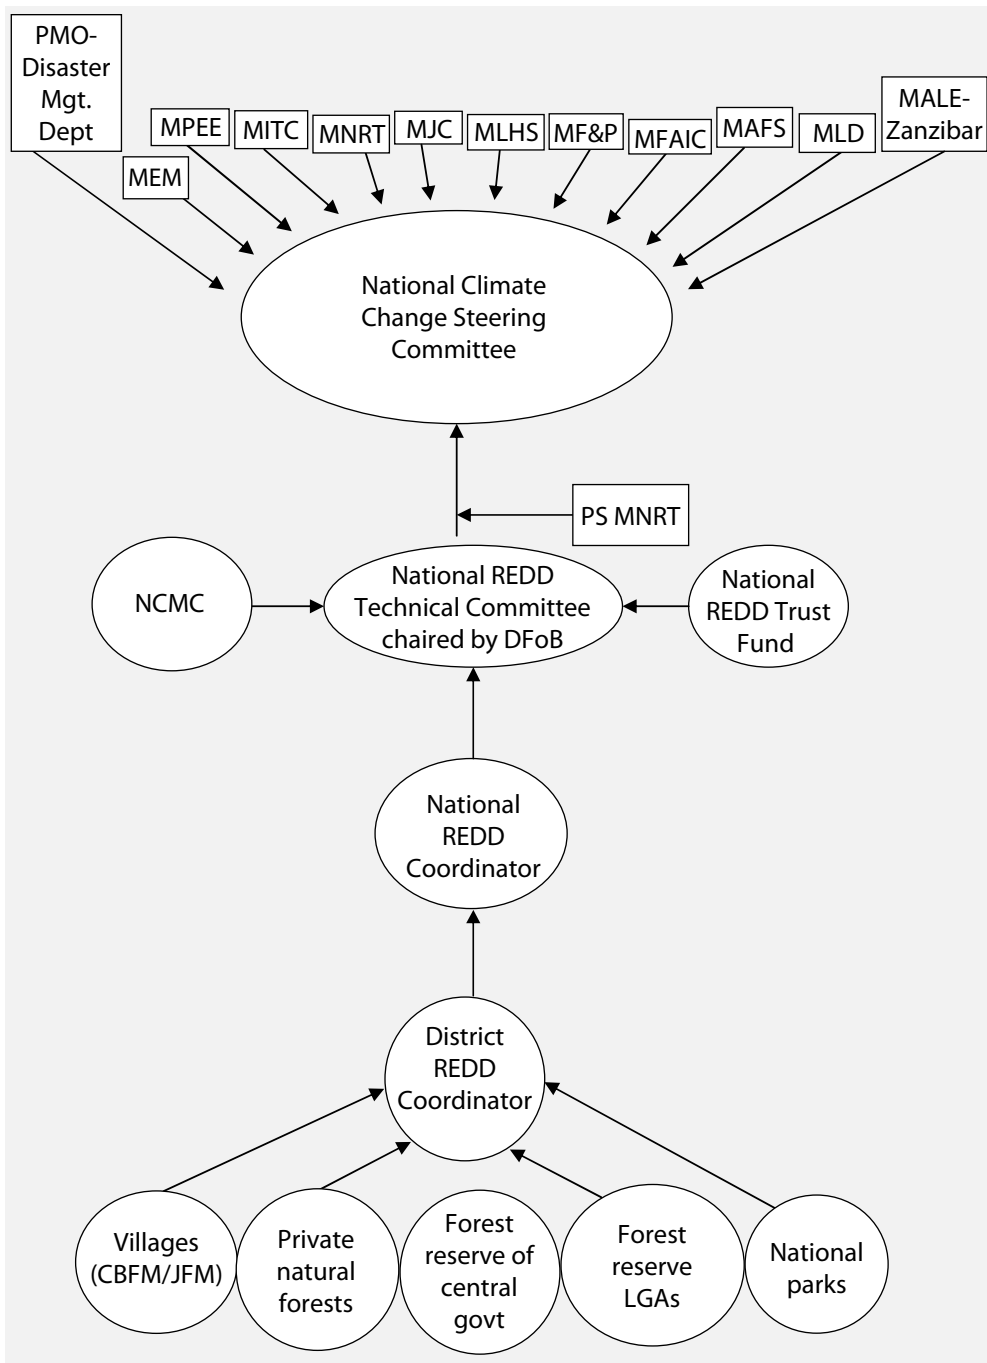 PMO-
Disaster
Mgt.
Dept
MEM
MPEE
MITC
MNRT
MJC
MLHS
MF&P
MFAIC
MAFS
MLD
MALE-
Zanzibar
National Climate
Change Steering
Committee
PS MNRT
NCMC
National REDD
Technical Committee
chaired by DFoB
National
REDD Trust
Fund
National
REDD
Coordinator
District
REDD
Coordinator
Villages
(CBFM/JFM)
Private
natural
forests
Forest
reserve of
central
govt
Forest
reserve
LGAs
National
parks